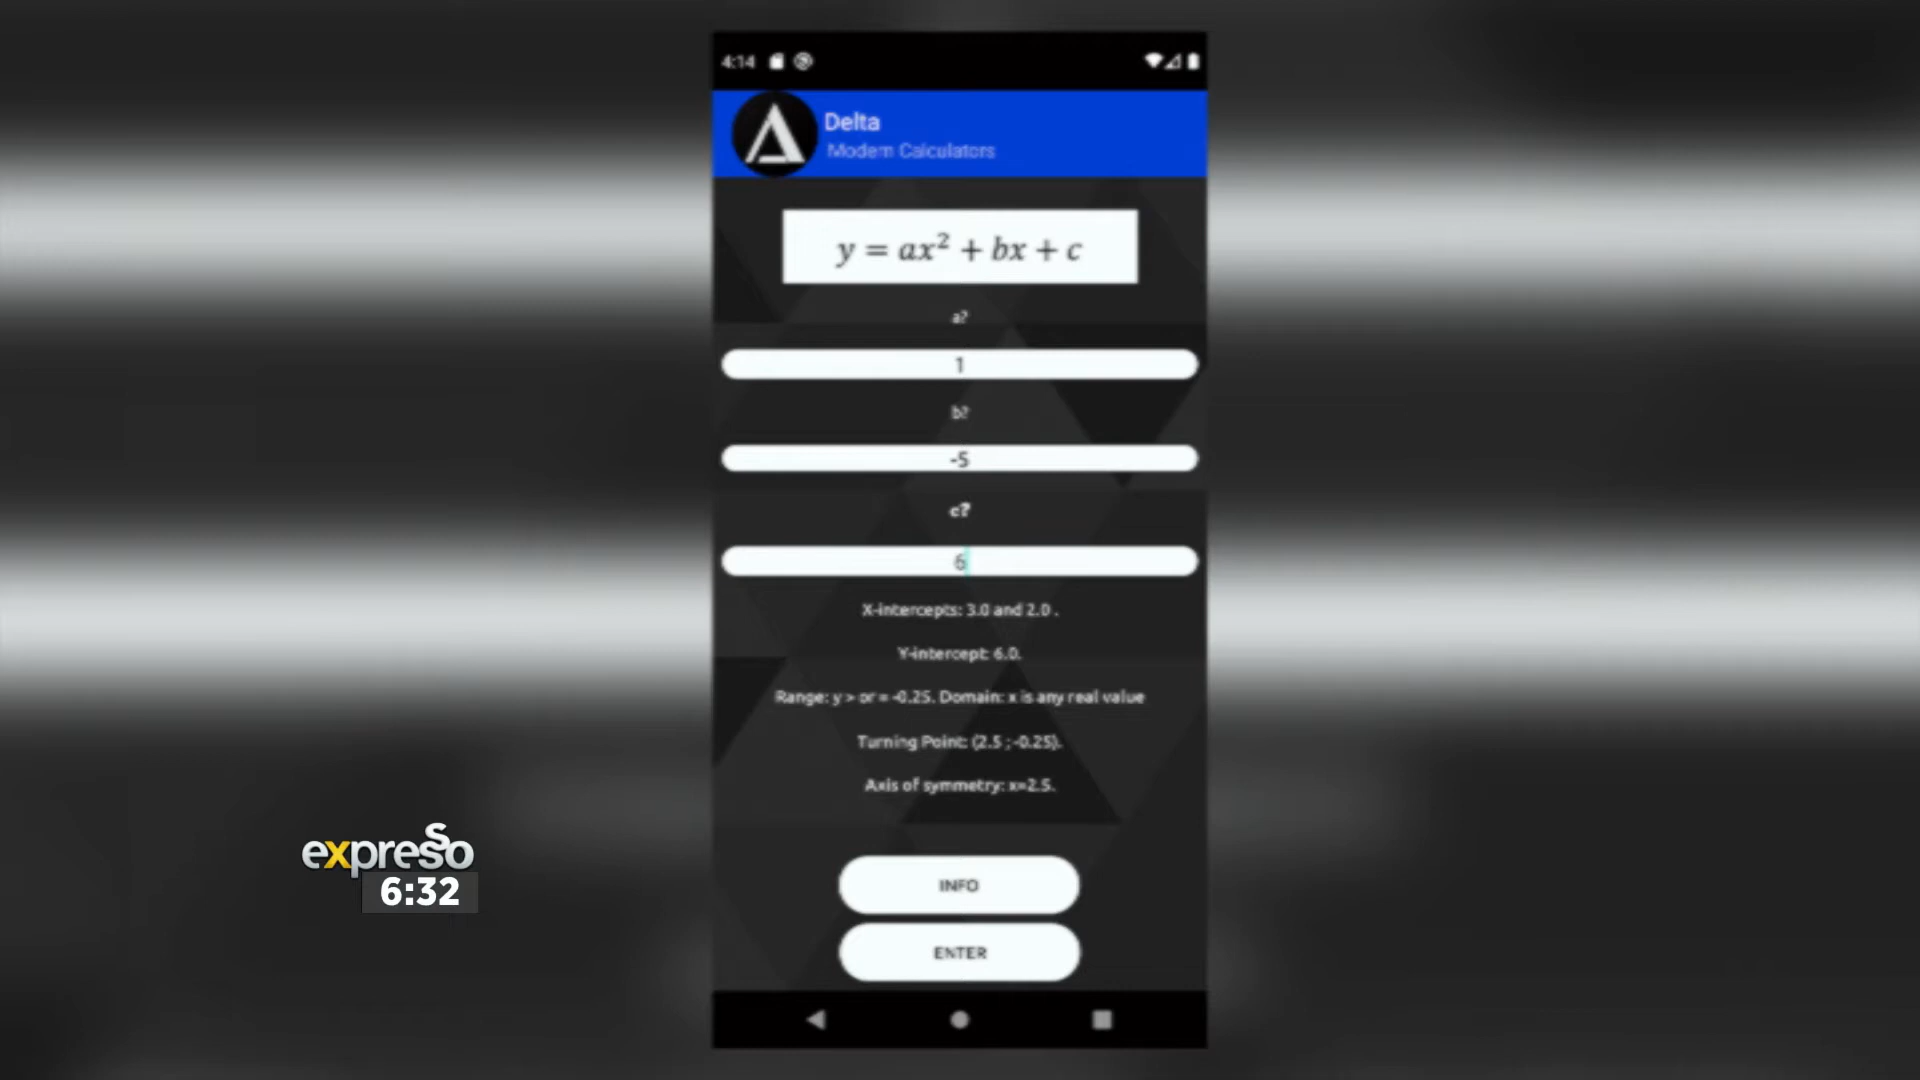 4:14
Delta
Modern Calculators
y = ax² + bx + c
a?
1
b?
-5
c?
6
X-intercepts: 3.0 and 2.0 .
Y-intercept: 6.0.
Range: y > or = -0.25. Domain: x is any real value
Turning Point: (2.5 ; -0.25).
Axis of symmetry: x=2.5.
INFO
ENTER
expresso
6:32